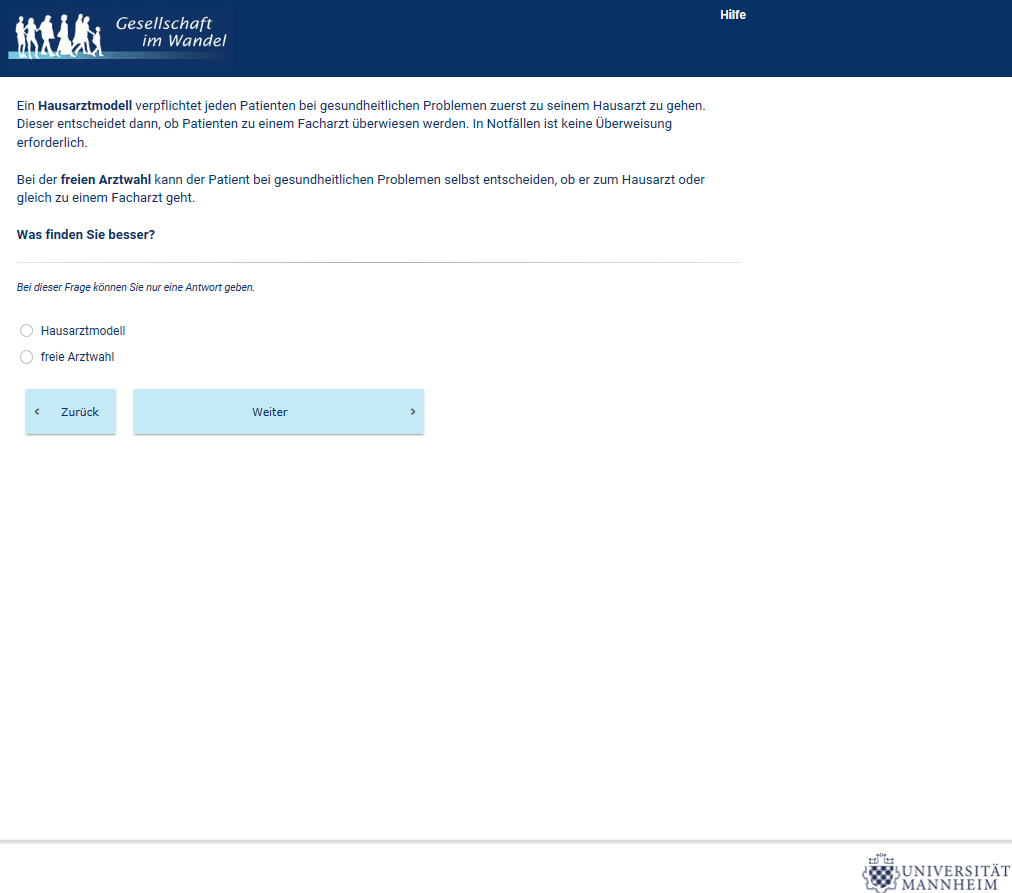 Gesellschaft
im Wandel
Hilfe
Ein Hausarztmodell verpflichtet jeden Patienten bei gesundheitlichen Problemen zuerst zu seinem Hausarzt zu gehen.
Dieser entscheidet dann, ob Patienten zu einem Facharzt überwiesen werden. In Notfällen ist keine Überweisung
erforderlich.
Bei der freien Arztwahl kann der Patient bei gesundheitlichen Problemen selbst entscheiden, ob er zum Hausarzt oder
gleich zu einem Facharzt geht.
Was finden Sie besser?
Bei dieser Frage können Sie nur eine Antwort geben.
Hausarztmodell
freie Arztwahl
Zurück
Weiter
UNIVERSITÄT
MANNHEIM